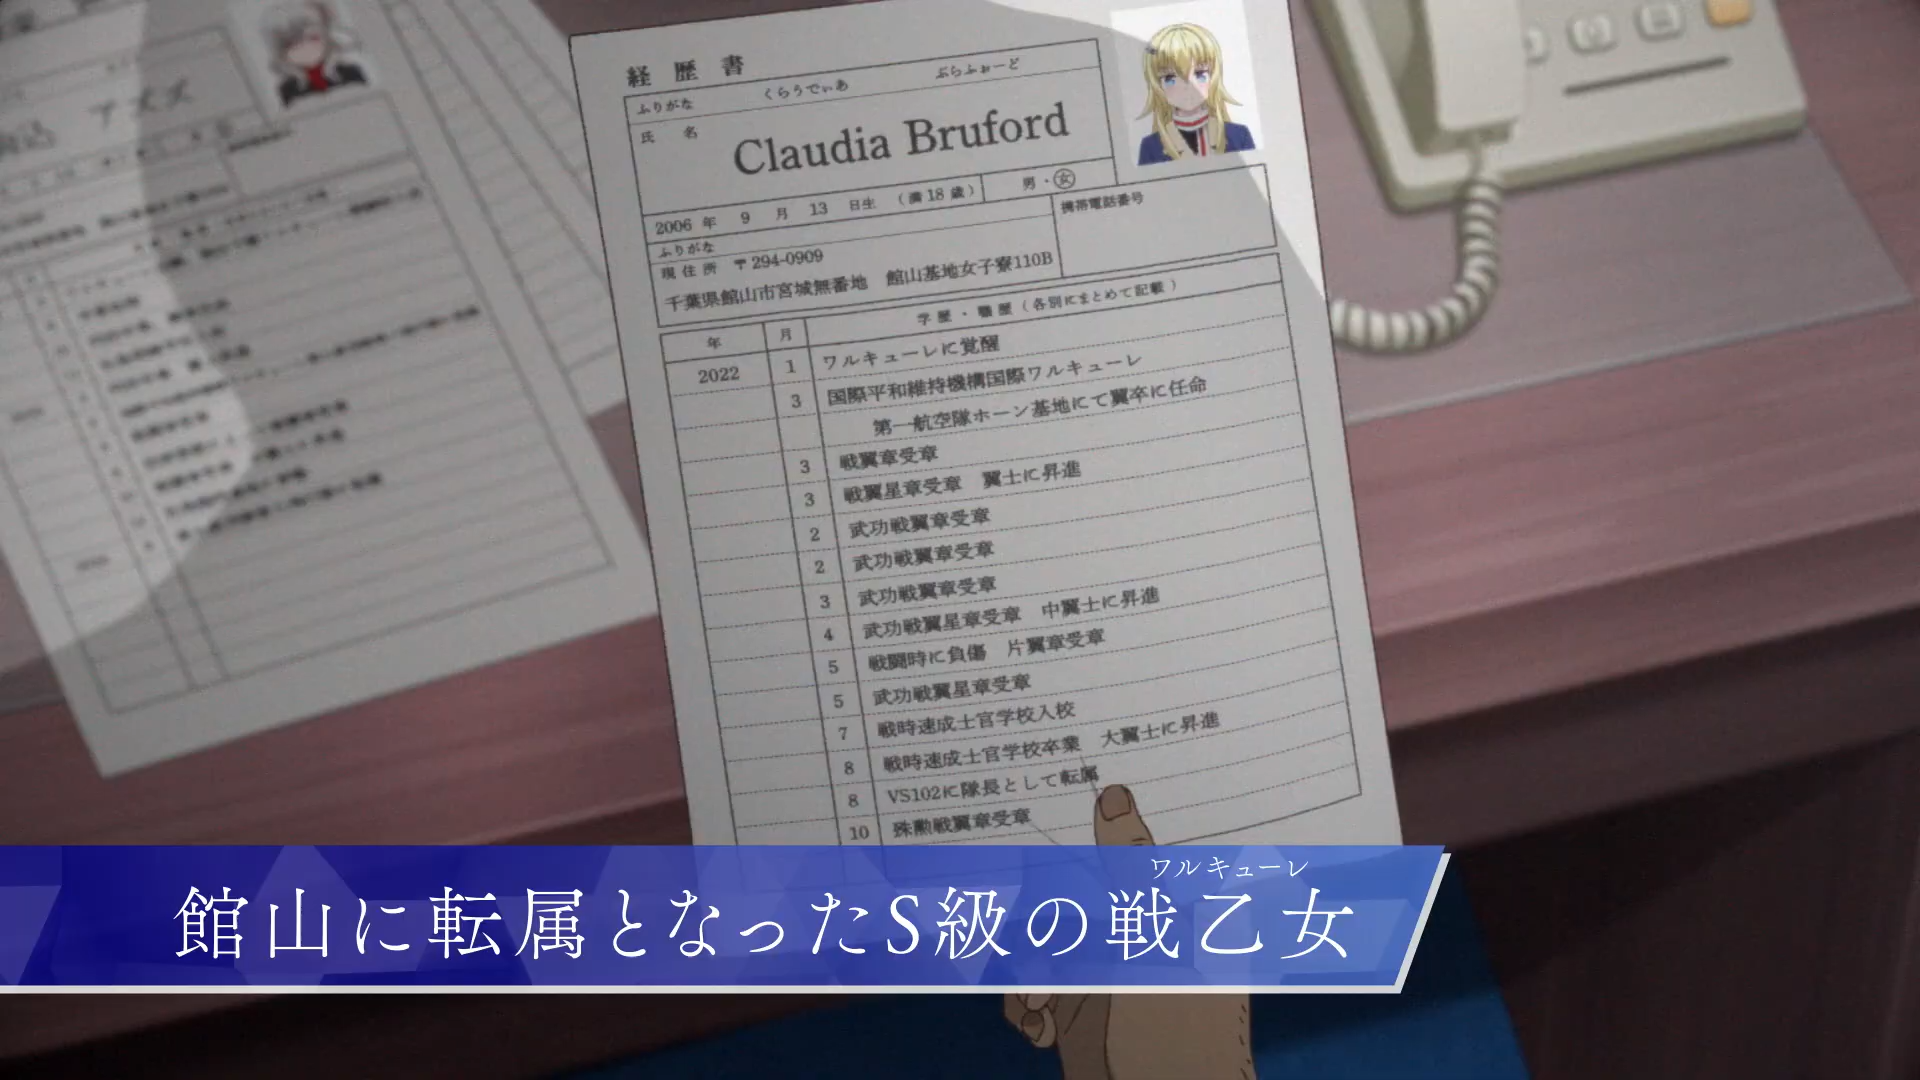 経歴書
ふりがな くらうでぃあ ぶらふぉーど
氏 名 Claudia Bruford
2006 年 9 月 13 日生 (満 18 歳) 男・女
ふりがな
携帯電話番号
現住所 〒294-0909
千葉県館山市宮城無番地 館山基地女子寮110B
年 月 学歴・職歴(各別にまとめて記載)
2022 1 ワルキューレに覚醒
3 国際平和維持機構国際ワルキューレ
第一航空隊ホーン基地にて翼卒に任命
3 戦翼章受章
3 戦翼星章受章 翼士に昇進
2 武功戦翼章受章
2 武功戦翼章受章
3 武功戦翼章受章
4 武功戦翼星章受章 中翼士に昇進
5 戦闘時に負傷 片翼章受章
5 武功戦翼星章受章
7 戦時速成士官学校入校
8 戦時速成士官学校卒業 大翼士に昇進
8 VS102に隊長として転属
10 殊勲戦翼章受章
ワルキューレ
館山に転属となったS級の戦乙女